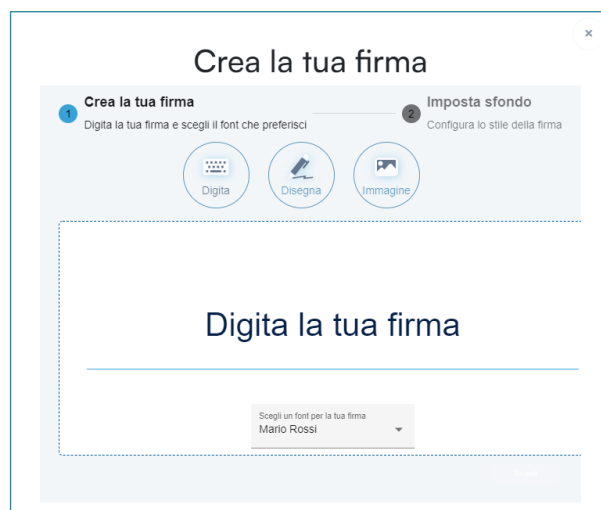 Crea la tua firma
1 Crea la tua firma
Digita la tua firma e scegli il font che preferisci
2 Imposta sfondo
Configura lo stile della firma
Digita Disegna Immagine
Digita la tua firma
Scegli un font per la tua firma
Mario Rossi